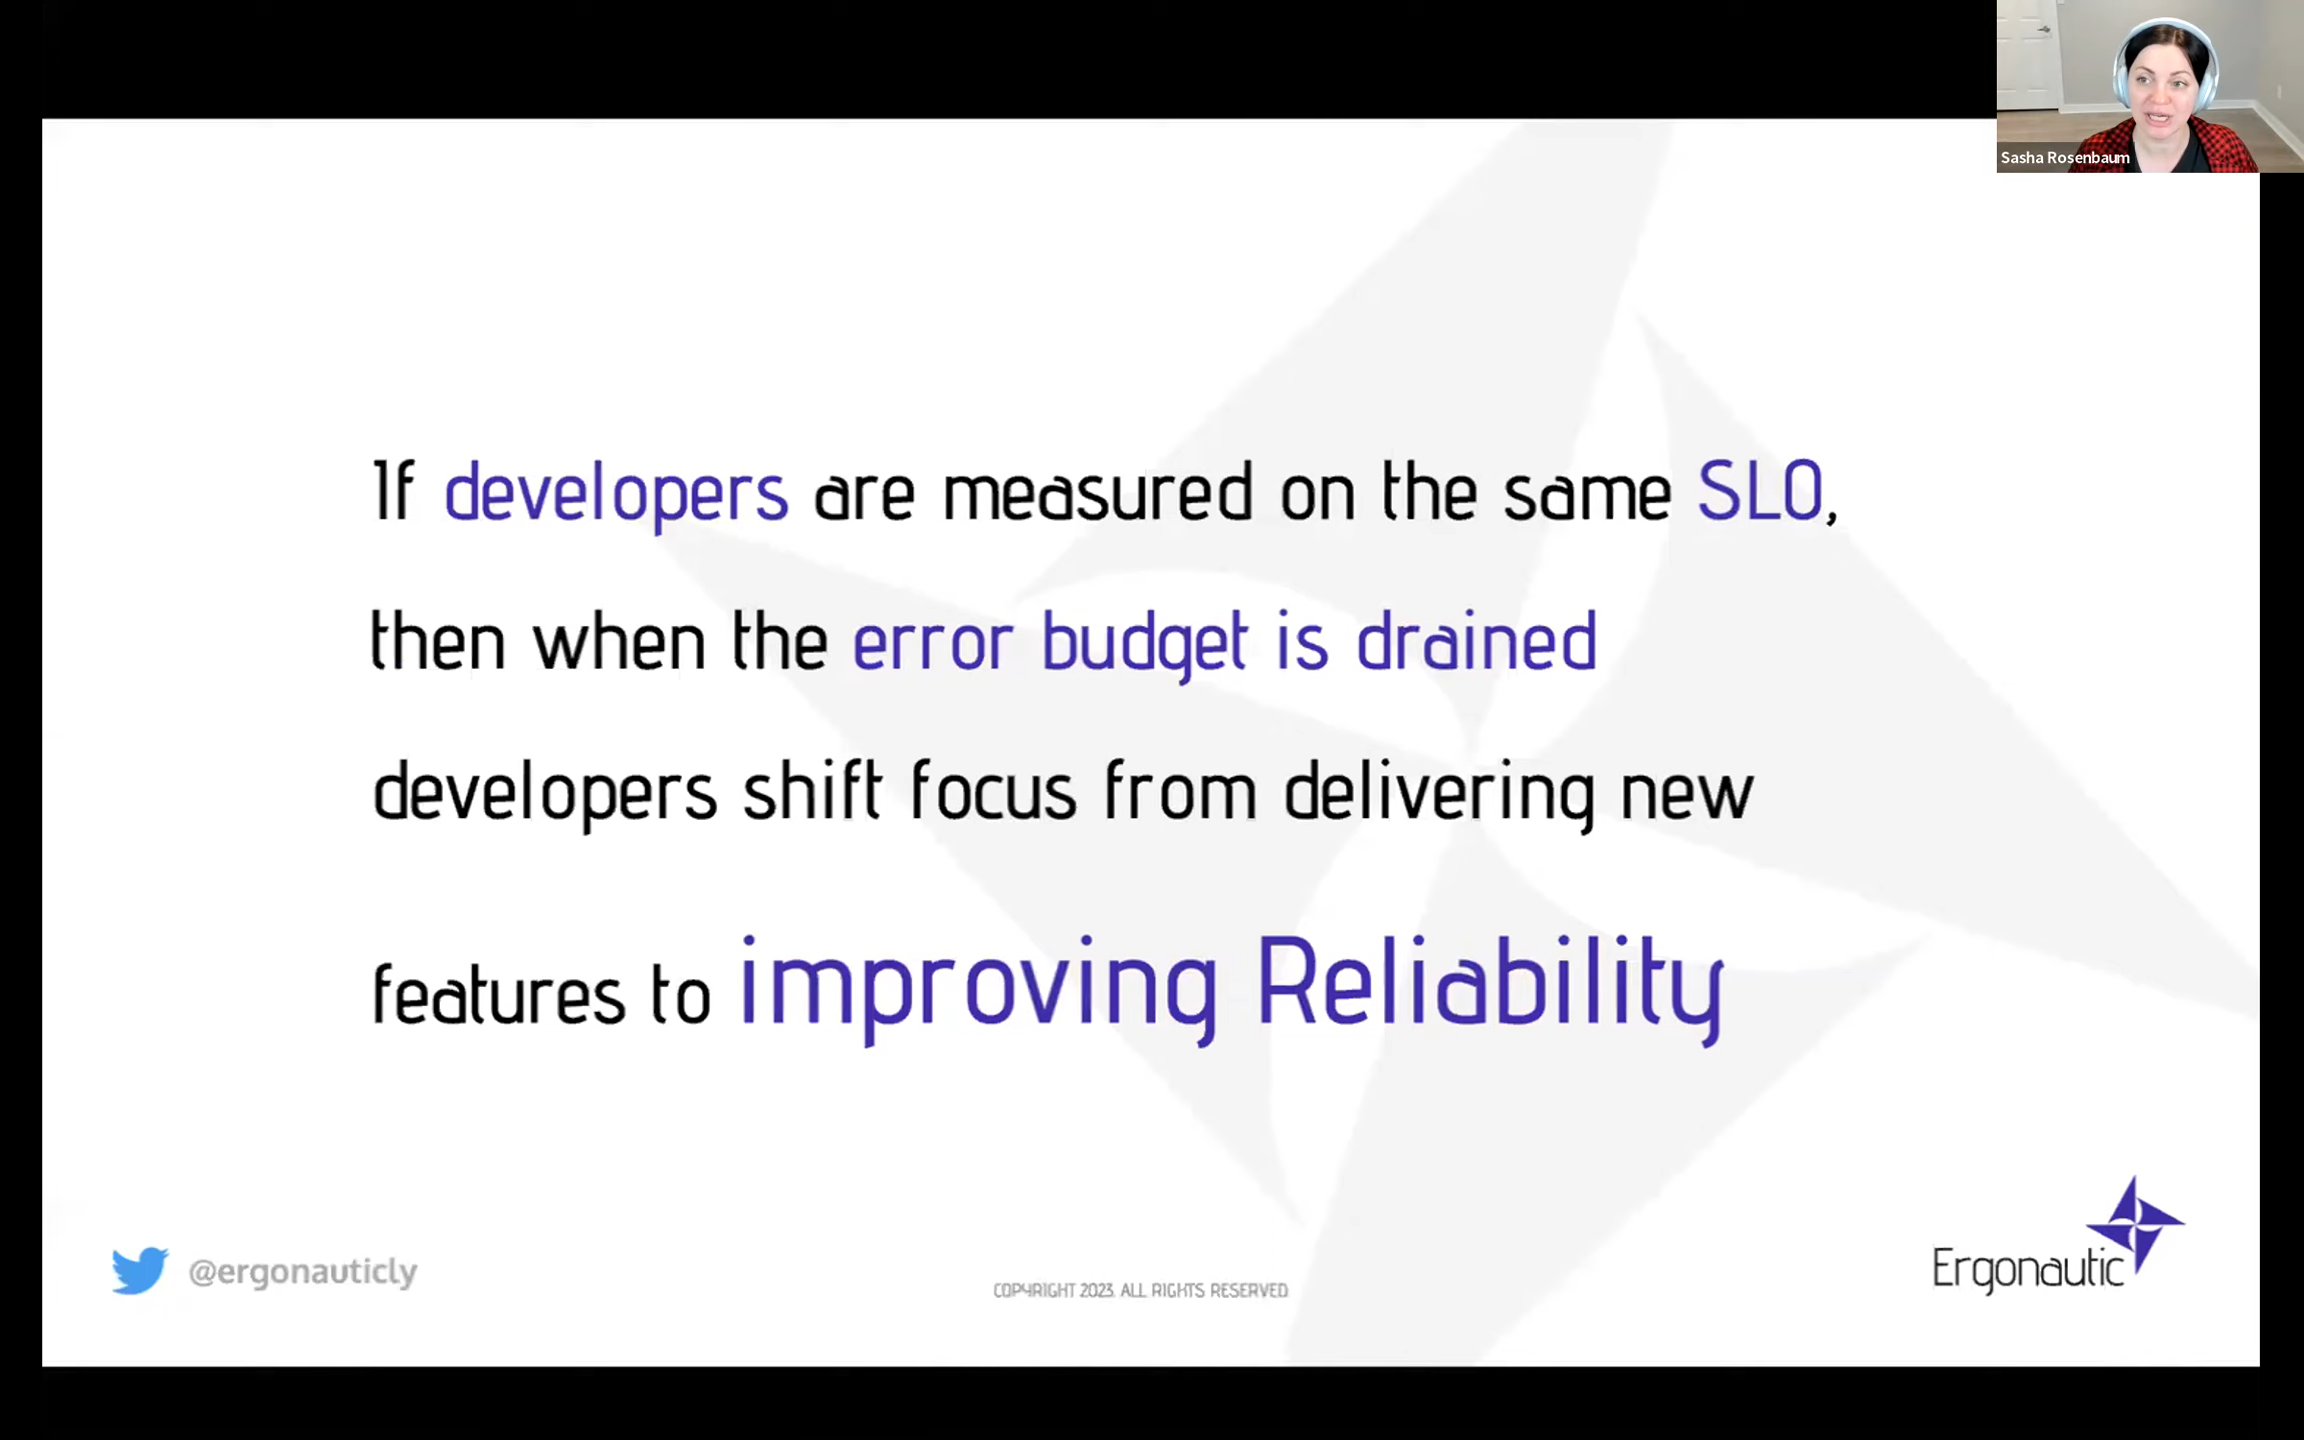 Sasha Rosenbaum
If developers are measured on the same SLO,
then when the error budget is drained
developers shift focus from delivering new
features to improving Reliability
@ergonauticly
COPYRIGHT 2023. ALL RIGHTS RESERVED
Ergonautic